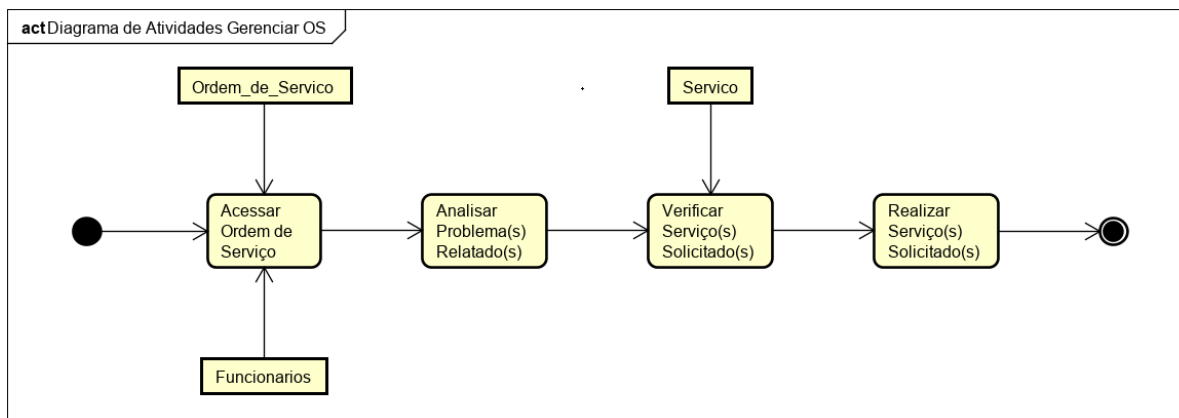 act Diagrama de Atividades Gerenciar OS
Ordem_de_Servico
Servico
Acessar
Ordem de
Serviço
Analisar
Problema(s)
Relatado(s)
Verificar
Serviço(s)
Solicitado(s)
Realizar
Serviço(s)
Solicitado(s)
Funcionarios